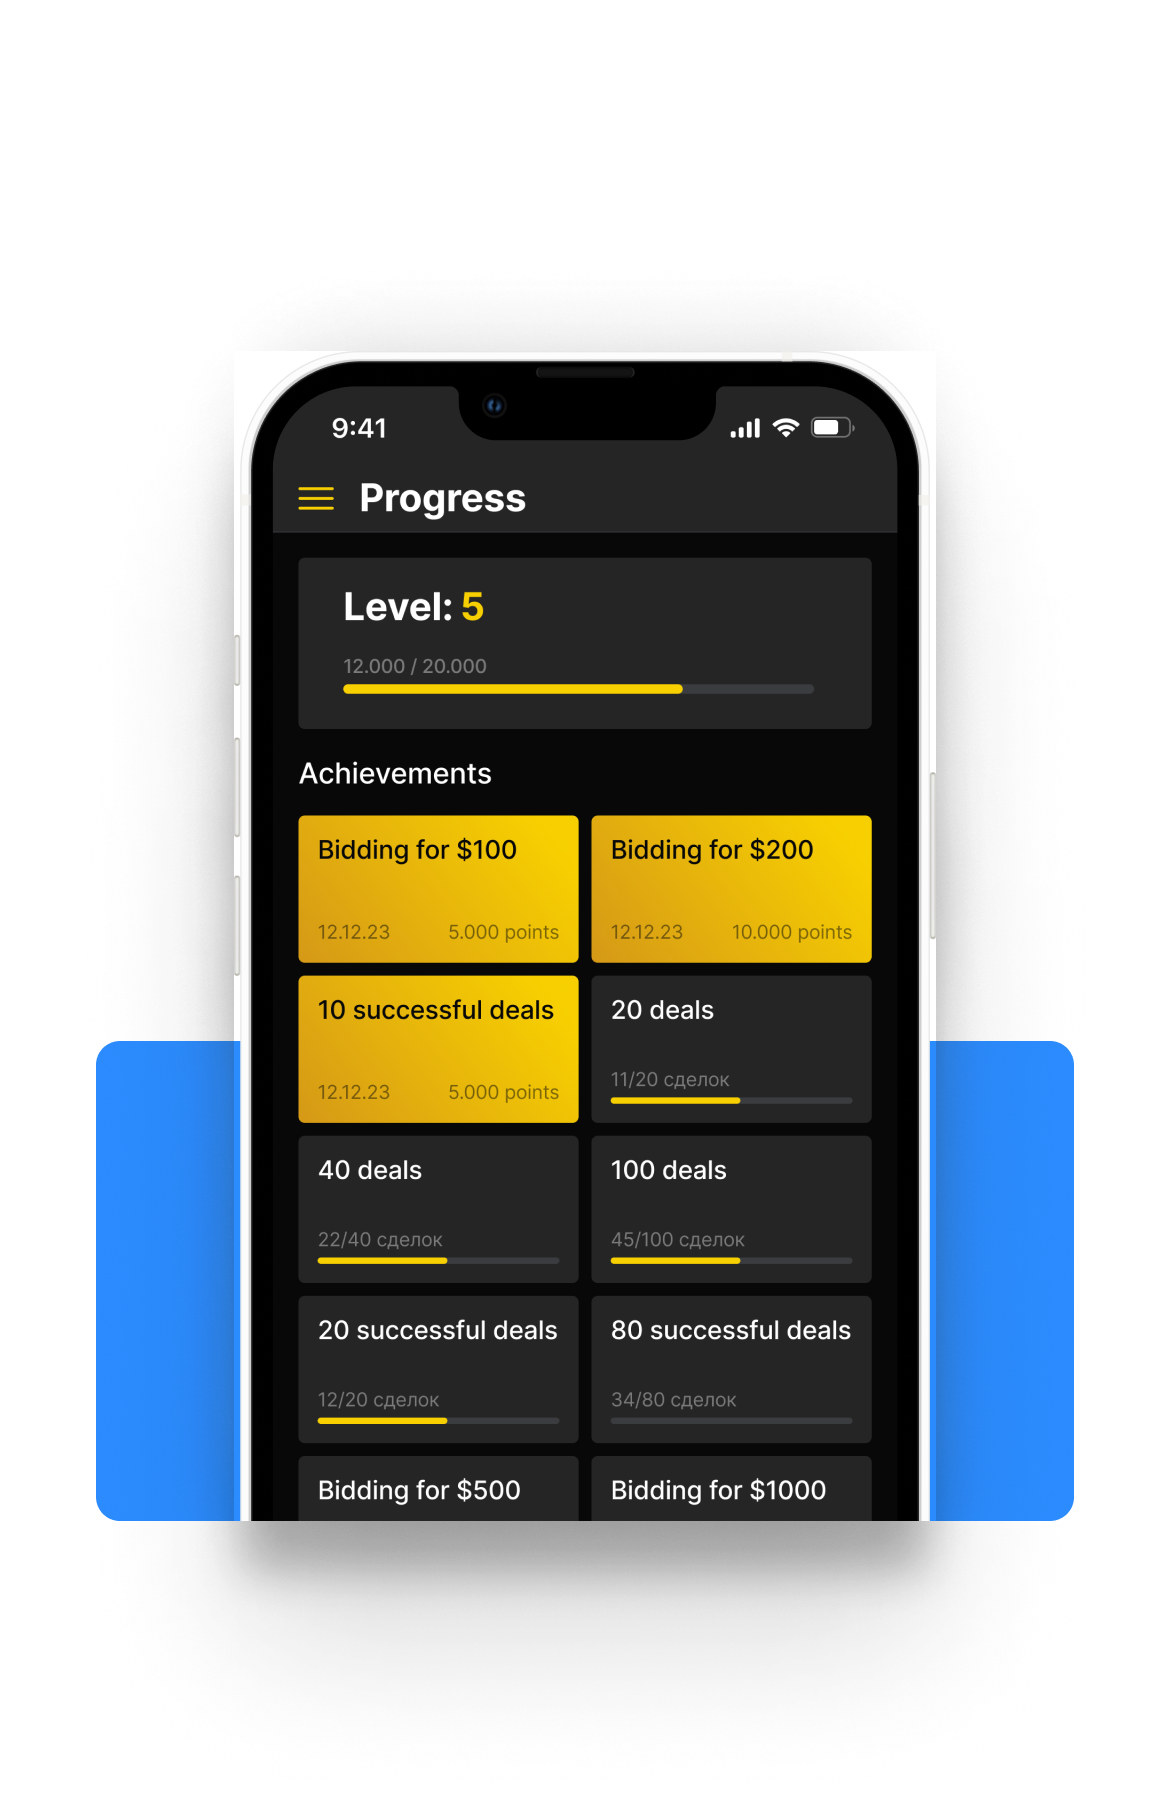 9:41
Progress
Level: 5
12.000 / 20.000
Achievements
Bidding for $100
12.12.23 5.000 points
Bidding for $200
12.12.23 10.000 points
10 successful deals
12.12.23 5.000 points
20 deals
11/20 сделок
40 deals
22/40 сделок
100 deals
45/100 сделок
20 successful deals
12/20 сделок
80 successful deals
34/80 сделок
Bidding for $500
Bidding for $1000